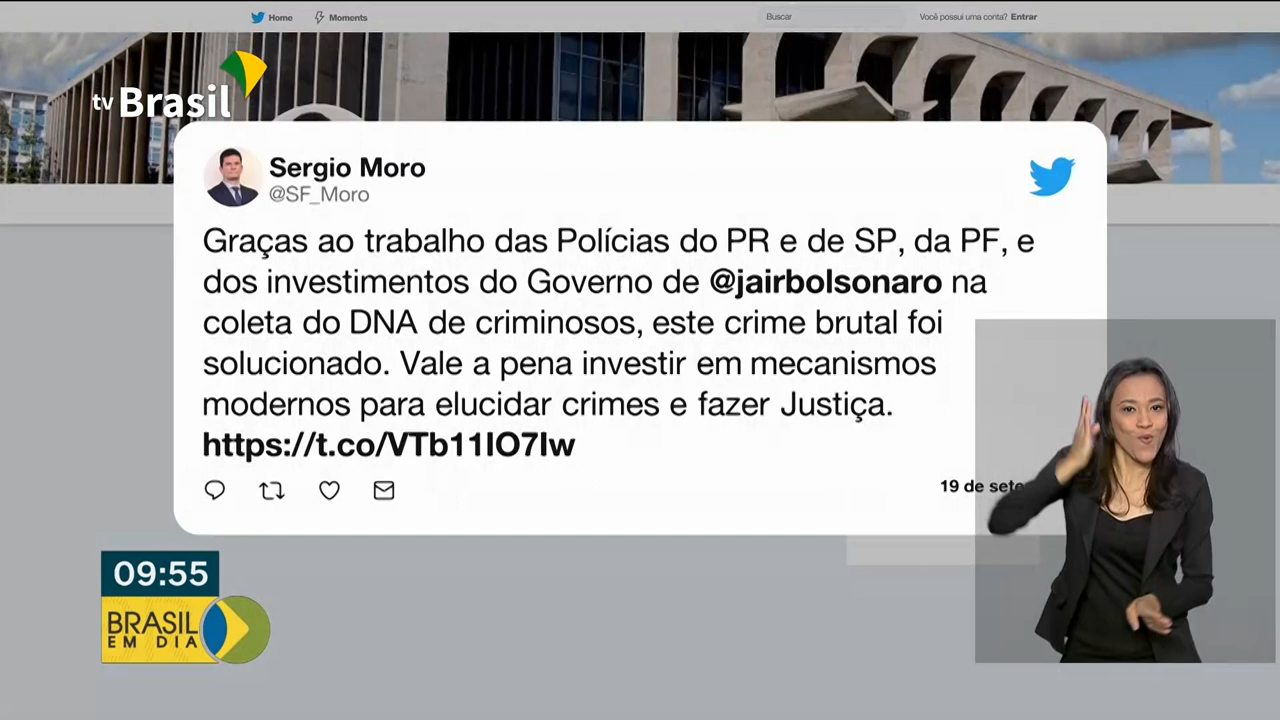 Home
Moments
Buscar
Você possui uma conta? Entrar
tv Brasil
Sergio Moro
@SF_Moro
Graças ao trabalho das Polícias do PR e de SP, da PF, e
dos investimentos do Governo de @jairbolsonaro na
coleta do DNA de criminosos, este crime brutal foi
solucionado. Vale a pena investir em mecanismos
modernos para elucidar crimes e fazer Justiça.
https://t.co/VTb11IO7Iw
19 de sete
09:55
BRASIL
EM DIA